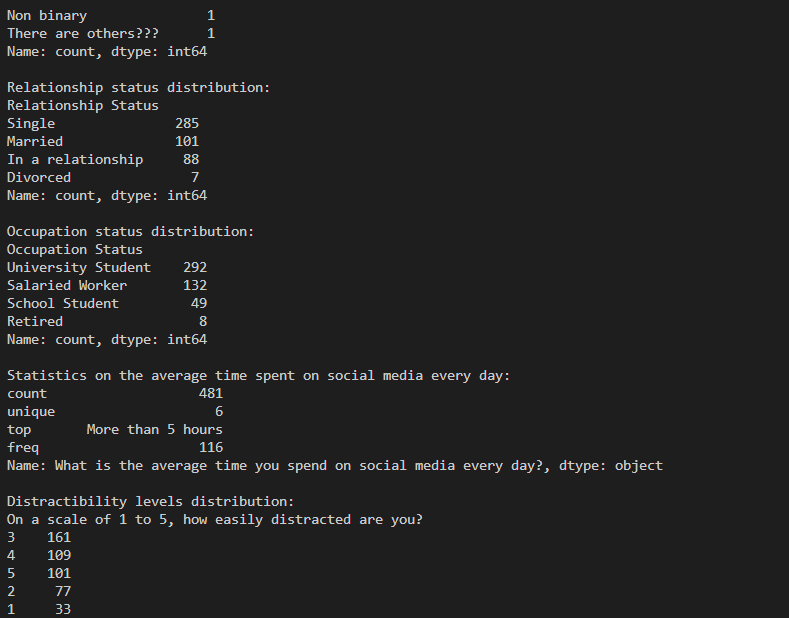 Non binary 1
There are others??? 1
Name: count, dtype: int64
Relationship status distribution:
Relationship Status
Single 285
Married 101
In a relationship 88
Divorced 7
Name: count, dtype: int64
Occupation status distribution:
Occupation Status
University Student 292
Salaried Worker 132
School Student 49
Retired 8
Name: count, dtype: int64
Statistics on the average time spent on social media every day:
count 481
unique 6
top More than 5 hours
freq 116
Name: What is the average time you spend on social media every day?, dtype: object
Distractibility levels distribution:
On a scale of 1 to 5, how easily distracted are you?
3 161
4 109
5 101
2 77
1 33